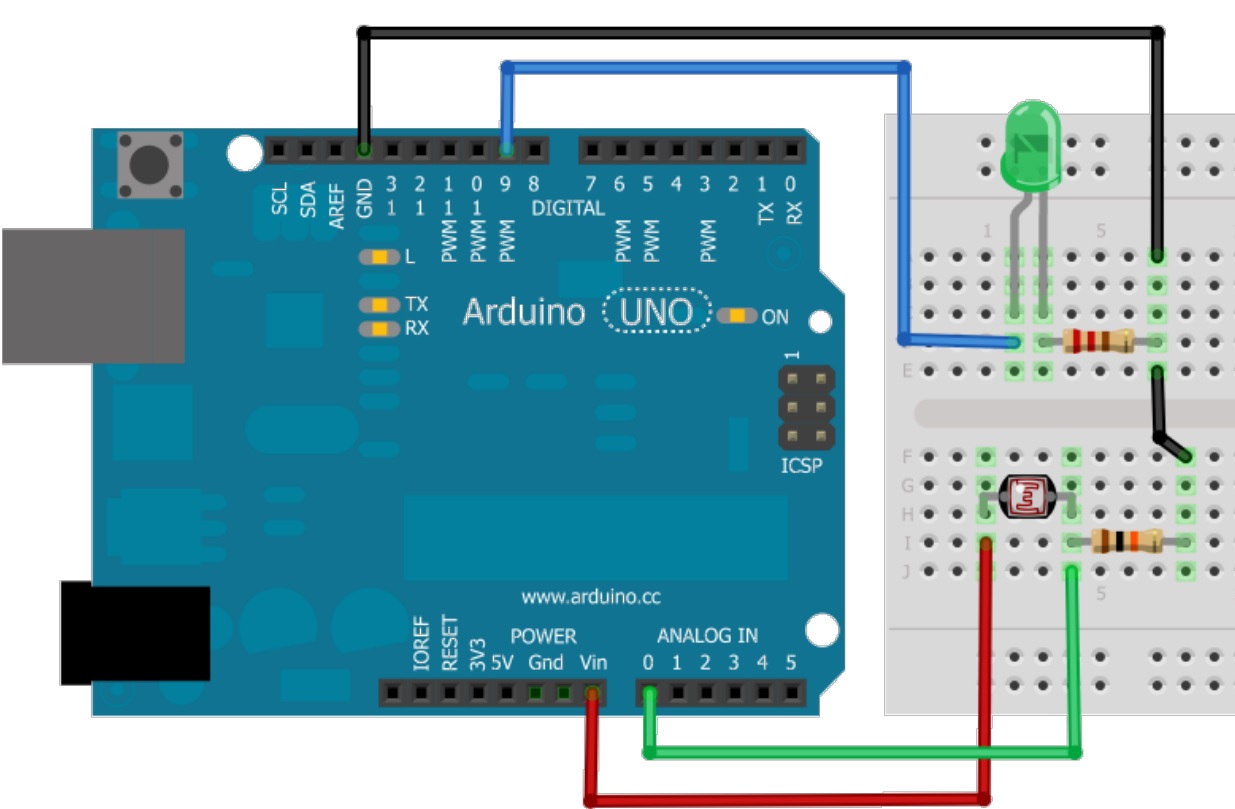 SCL
SDA
AREF
GND
13
12
PWM 11
PWM 10
PWM 9
8
DIGITAL
7
PWM 6
PWM 5
4
PWM 3
2
TX 1
RX 0
L
TX
RX
Arduino UNO
ON
1
ICSP
www.arduino.cc
POWER
ANALOG IN
IOREF
RESET
3V3
5V Gnd Vin
0 1 2 3 4 5
1 5
E
F
G
H
I
J
5